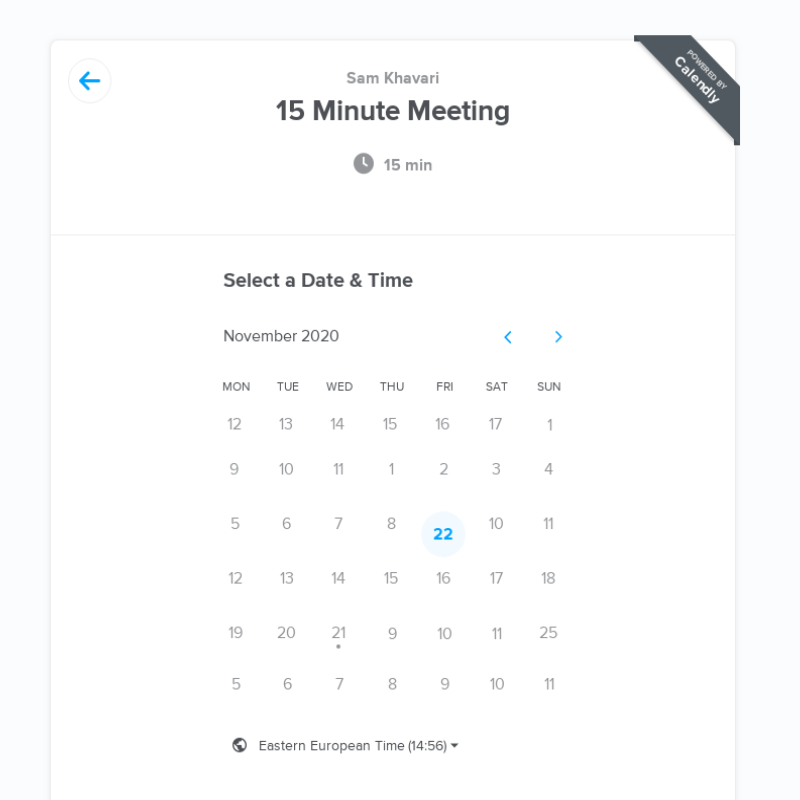 POWERED BY
Calendly
Sam Khavari
15 Minute Meeting
15 min
Select a Date & Time
November 2020
MON TUE WED THU FRI SAT SUN
12 13 14 15 16 17 1
9 10 11 1 2 3 4
5 6 7 8 22 10 11
12 13 14 15 16 17 18
19 20 21 9 10 11 25
5 6 7 8 9 10 11
Eastern European Time (14:56)